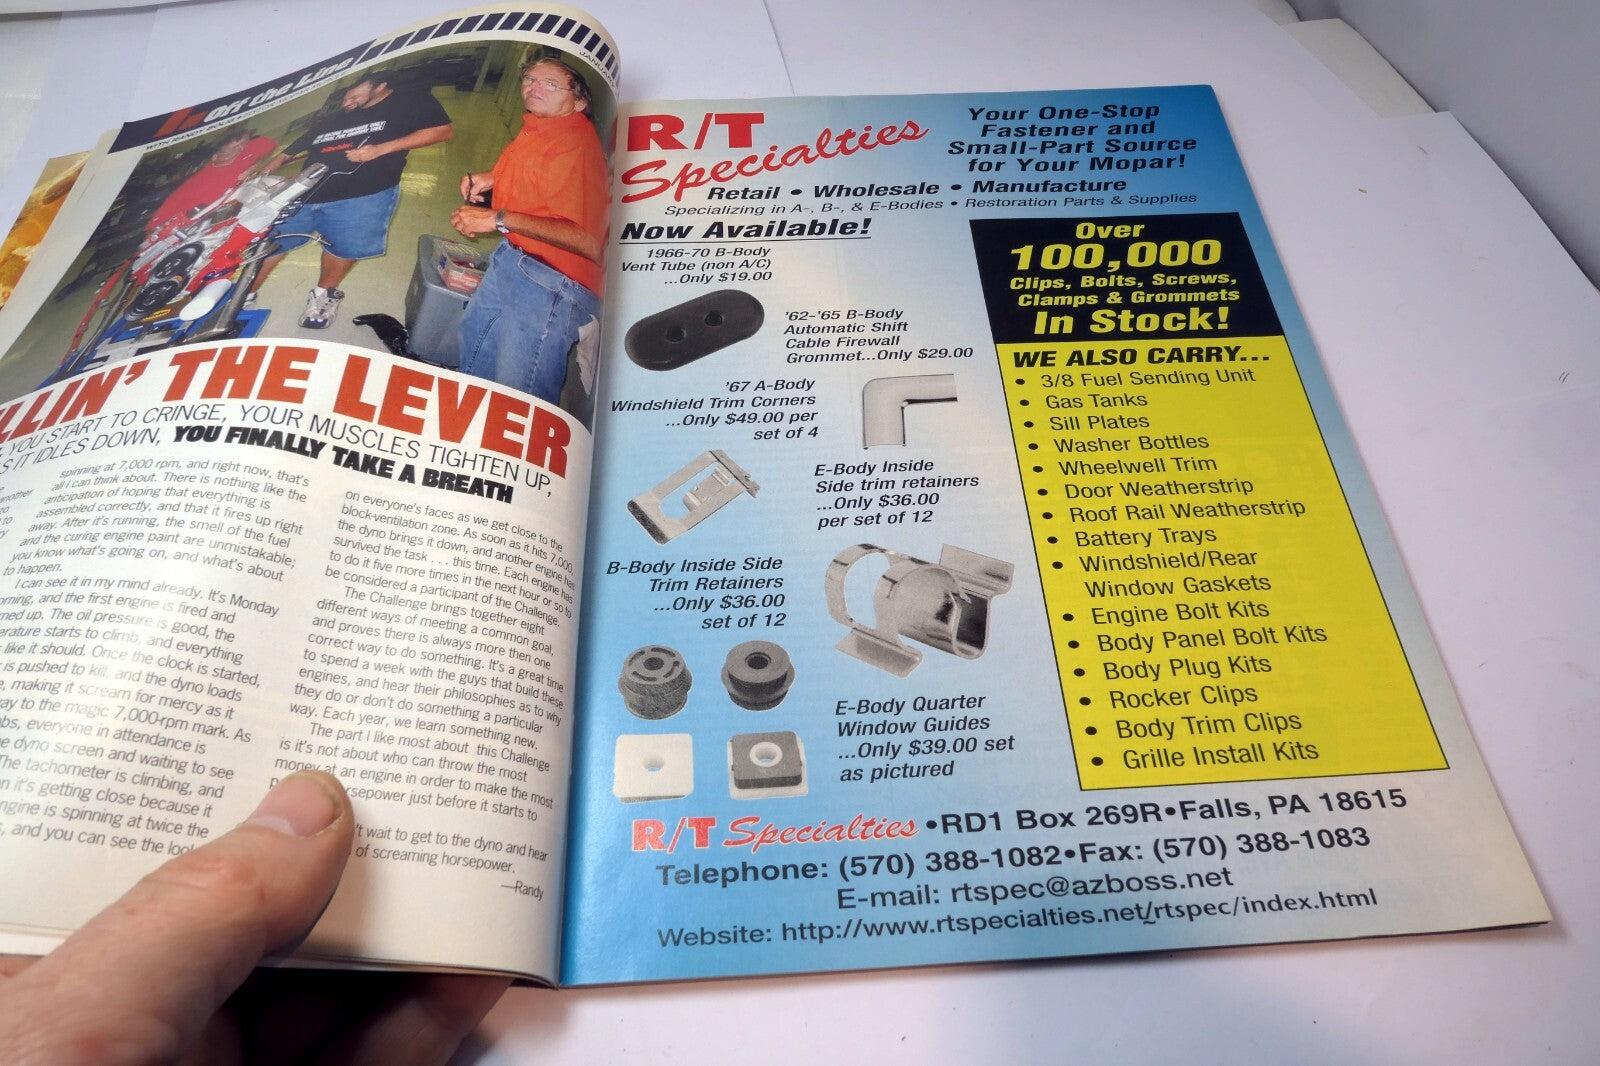 Off the Line
WITH RANDY BOLIG
JANUARY
THE LEVER
YOU START TO CRINGE, YOUR MUSCLES TIGHTEN UP,
AS IT IDLES DOWN, YOU FINALLY TAKE A BREATH
another
to
spinning at 7,000 rpm, and right now, that's
all I can think about. There is nothing like the
anticipation of hoping that everything is
assembled correctly, and that it fires up right
away. After it's running, the smell of the fuel
and the curing engine paint are unmistakable;
you know what's going on, and what's about
to happen.
I can see it in my mind already. It's Monday
and the first engine is fired and
up. The oil pressure is good, the
starts to climb, and everything
like it should. Once the clock is started,
is pushed to kill, and the dyno loads
making it scream for mercy as it
to the magic 7,000-rpm mark. As
everyone in attendance is
dyno screen and waiting to see
The tachometer is climbing, and
it's getting close because it
is spinning at twice the
and you can see the look
on everyone's faces as we get close to the
block-ventilation zone. As soon as it hits 7,000,
the dyno brings it down, and another engine has
survived the task . . . this time. Each engine has
to do it five more times in the next hour or so to
be considered a participant of the Challenge.
The Challenge brings together eight
different ways of meeting a common goal,
and proves there is always more then one
correct way to do something. It's a great time
to spend a week with the guys that build these
engines, and hear their philosophies as to why
they do or don't do something a particular
way. Each year, we learn something new.
The part I like most about this Challenge
is it's not about who can throw the most
money at an engine in order to make the most
just before it starts to
wait to get to the dyno and hear
of screaming horsepower.
—Randy
R/T
Specialties
Your One-Stop
Fastener and
Small-Part Source
for Your Mopar!
Retail • Wholesale • Manufacture
Specializing in A-, B-, & E-Bodies • Restoration Parts & Supplies
Now Available!
1966-70 B-Body
Vent Tube (non A/C)
...Only $19.00
'62-'65 B-Body
Automatic Shift
Cable Firewall
Grommet...Only $29.00
'67 A-Body
Windshield Trim Corners
...Only $49.00 per
set of 4
E-Body Inside
Side trim retainers
...Only $36.00
per set of 12
B-Body Inside Side
Trim Retainers
...Only $36.00
set of 12
E-Body Quarter
Window Guides
...Only $39.00 set
as pictured
Over
100,000
Clips, Bolts, Screws,
Clamps & Grommets
In Stock!
WE ALSO CARRY...
• 3/8 Fuel Sending Unit
• Gas Tanks
• Sill Plates
• Washer Bottles
• Wheelwell Trim
• Door Weatherstrip
• Roof Rail Weatherstrip
• Battery Trays
• Windshield/Rear
Window Gaskets
• Engine Bolt Kits
• Body Panel Bolt Kits
• Body Plug Kits
• Rocker Clips
• Body Trim Clips
• Grille Install Kits
R/T Specialties •RD1 Box 269R•Falls, PA 18615
Telephone: (570) 388-1082•Fax: (570) 388-1083
E-mail: rtspec@azboss.net
Website: http://www.rtspecialties.net/rtspec/index.html